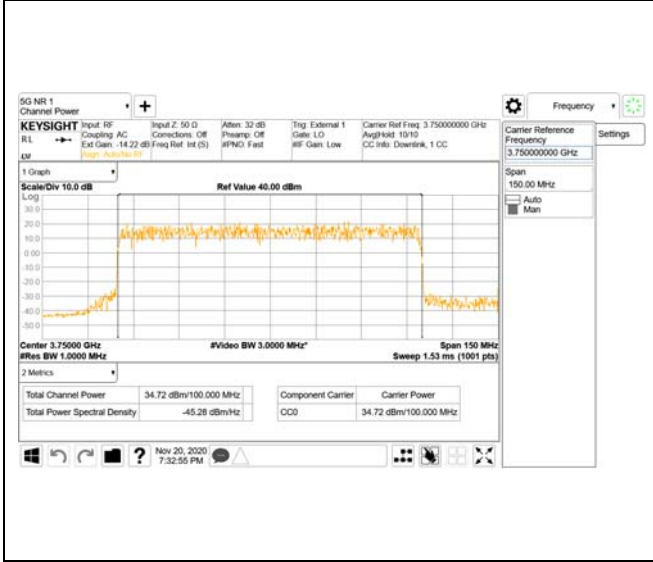 5G NR 1
Channel Power
Frequency
KEYSIGHT
RL
Input: RF
Coupling: AC
Ext Gain: -14.22 dB
Align: Auto/No RF
Input Z: 50 Ω
Corrections: Off
Freq Ref: Int (S)
Atten: 32 dB
Preamp: Off
#PNO: Fast
Trig: External 1
Gate: LO
#IF Gain: Low
Carrier Ref Freq: 3.750000000 GHz
Avg|Hold: 10/10
CC Info: Downlink, 1 CC
Carrier Reference
Frequency
3.750000000 GHz
Settings
Span
150.00 MHz
Auto
Man
1 Graph
Scale/Div 10.0 dB
Ref Value 40.00 dBm
Log
30.0
20.0
10.0
0.00
-10.0
-20.0
-30.0
-40.0
-50.0
Center 3.75000 GHz
#Video BW 3.0000 MHz*
Span 150 MHz
#Res BW 1.0000 MHz
Sweep 1.53 ms (1001 pts)
2 Metrics
Total Channel Power 34.72 dBm/100.000 MHz
Total Power Spectral Density -45.28 dBm/Hz
Component Carrier Carrier Power
CC0 34.72 dBm/100.000 MHz
?
Nov 20, 2020
7:32:55 PM